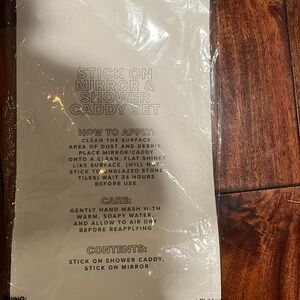 STICK ON
MIRROR &
SHOWER
CADDY SET
HOW TO APPLY:
CLEAN THE SURFACE
AREA OF DUST AND DEBRIS
PLACE MIRROR/CADDY
ONTO A CLEAN, FLAT SHINEY
LIKE SURFACE. (WILL NOT
STICK TO UNGLAZED STONE
TILES) WAIT 24 HOURS
BEFORE USE.
CARE:
GENTLY HAND WASH WITH
WARM, SOAPY WATER,
AND ALLOW TO AIR DRY
BEFORE REAPPLYING
CONTENTS:
STICK ON SHOWER CADDY,
STICK ON MIRROR